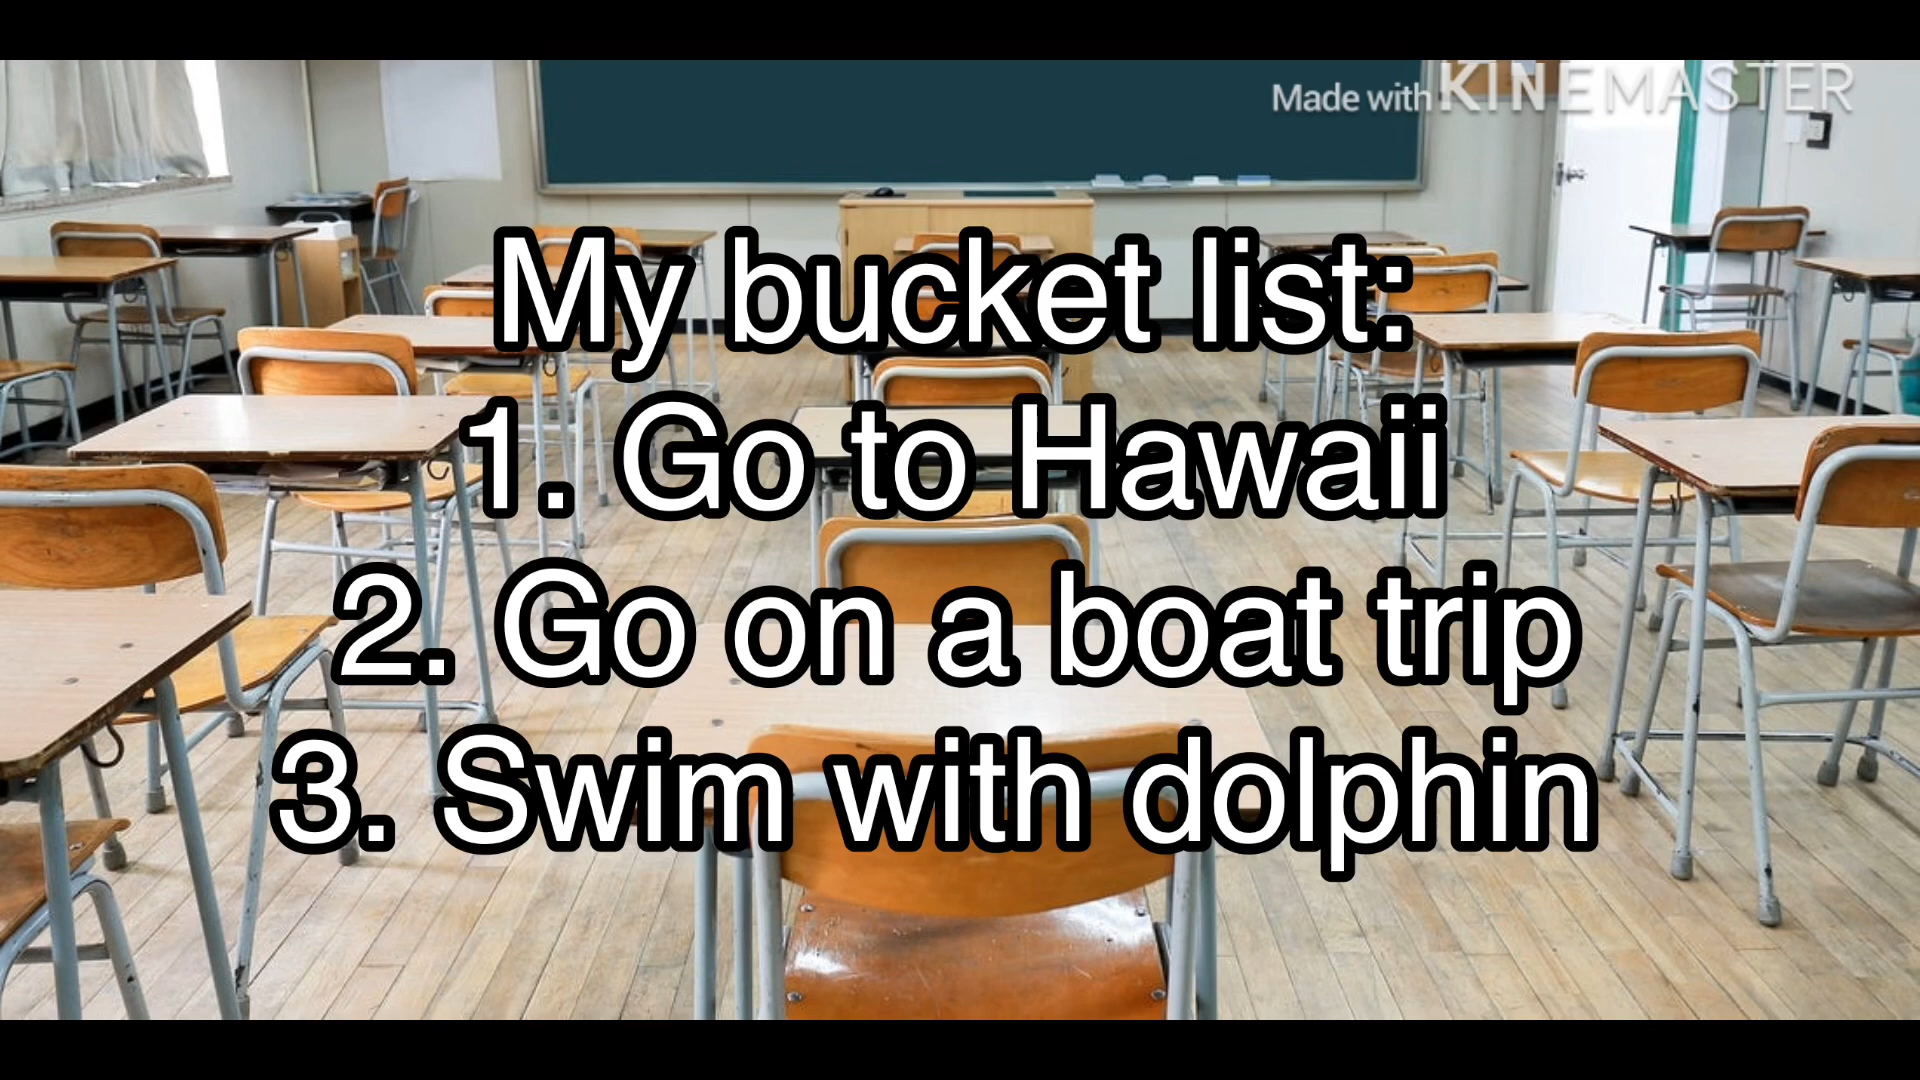 Made with KINEMASTER
My bucket list:
1. Go to Hawaii
2. Go on a boat trip
3. Swim with dolphin